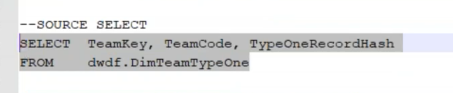 --SOURCE SELECT
SELECT  TeamKey, TeamCode, TypeOneRecordHash
FROM    dwdf.DimTeamTypeOne